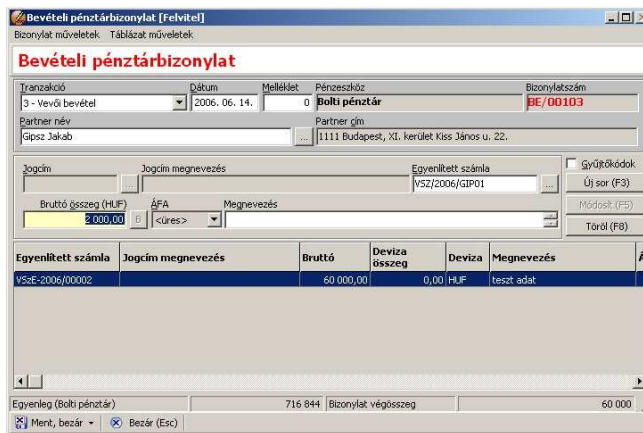 Bevételi pénztárbizonylat [Felvitel]
Bizonylat műveletek Táblázat műveletek
Bevételi pénztárbizonylat
Tranzakció Dátum Melléklet Pénzeszköz Bizonylatszám
3 - Vevői bevétel 2006. 06. 14. 0 Bolti pénztár BE/00103
Partner név Partner cím
Gipsz Jakab ... 1111 Budapest, XI. kerület Kiss János u. 22.
Jogcím Jogcím megnevezés Egyenlített számla Gyűjtőkódok
... VSZ/2006/GIP01 ... Új sor (F3)
Bruttó összeg (HUF) ÁFA Megnevezés Módosít (F5)
2 000,00 B <üres> Töröl (F8)
Egyenlített számla Jogcím megnevezés Bruttó Deviza összeg Deviza Megnevezés Á
VSzE-2006/00002 60 000,00 0,00 HUF teszt adat
Egyenleg (Bolti pénztár) 716 844 Bizonylat végösszeg 60 000
Ment, bezár Bezár (Esc)